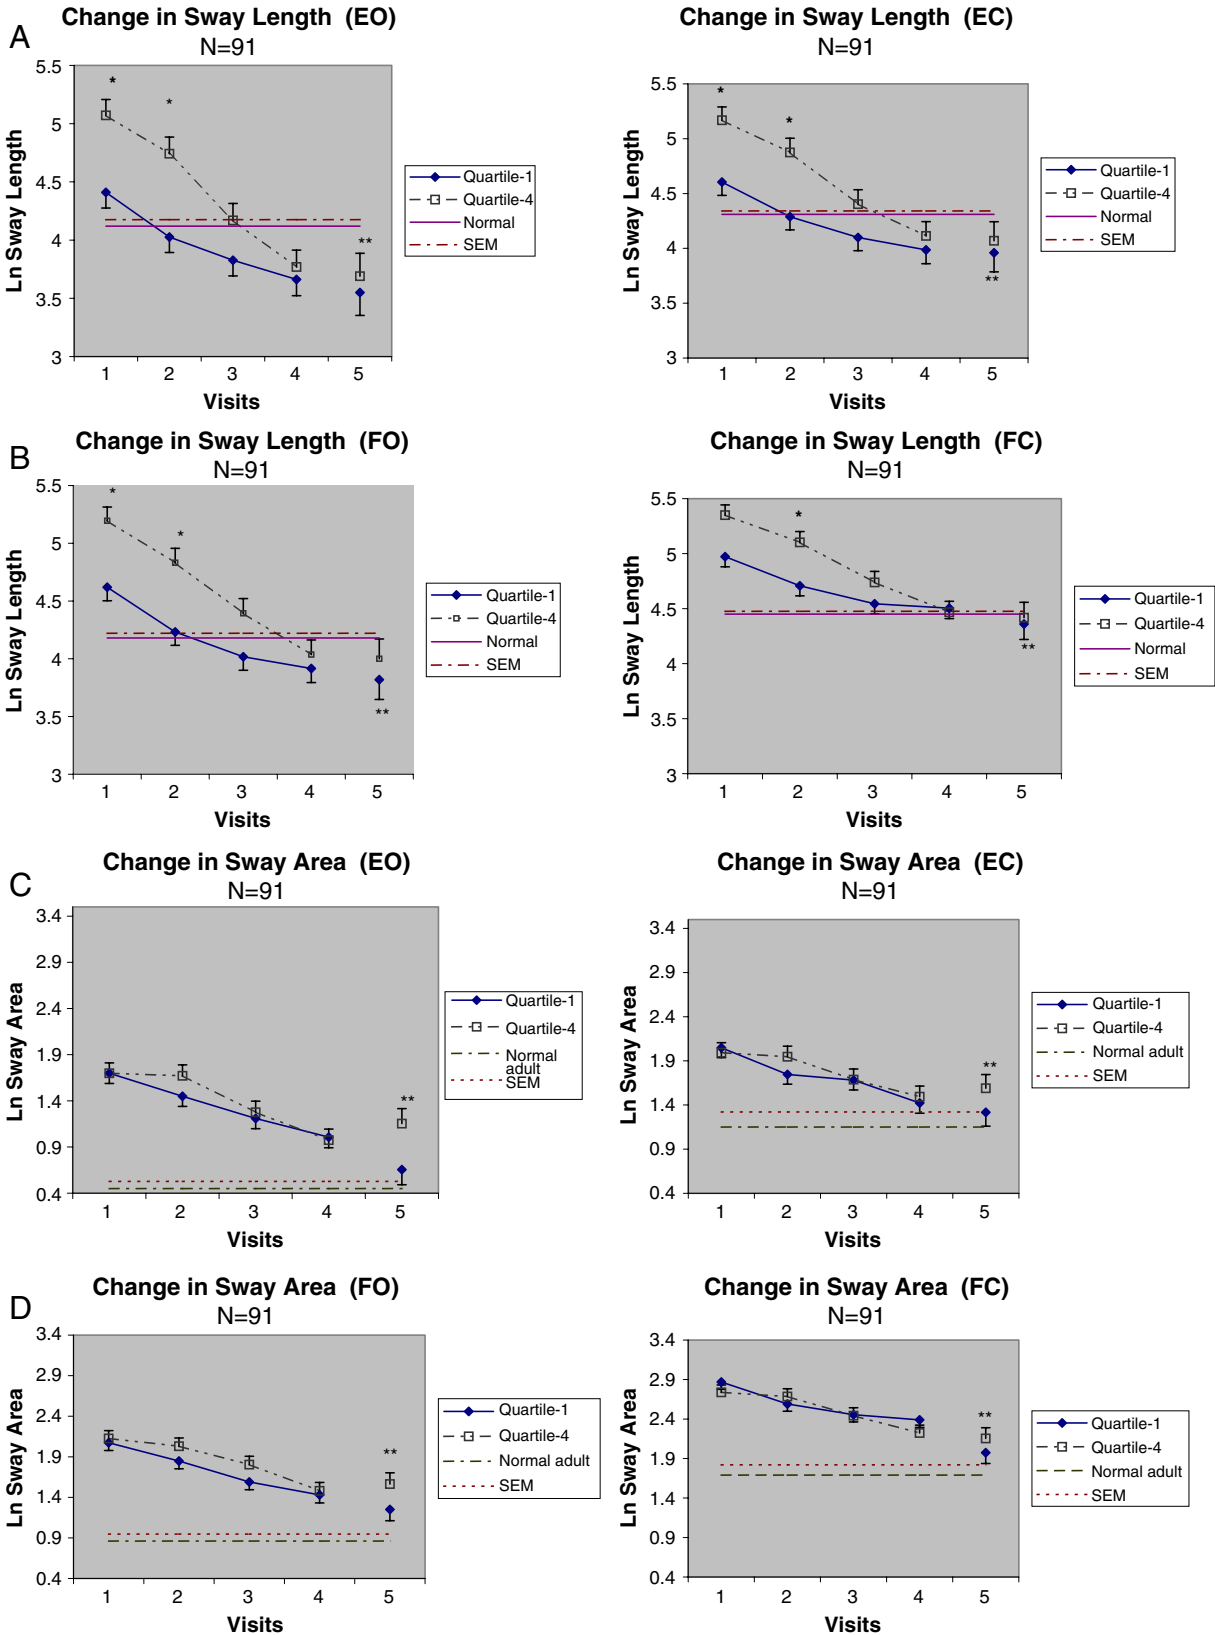 A
Change in Sway Length (EO)
N=91
5.5
5
4.5
4
3.5
3
Ln Sway Length
*
*
**
1 2 3 4 5
Visits
Quartile-1
Quartile-4
Normal
SEM
Change in Sway Length (EC)
N=91
5.5
5
4.5
4
3.5
3
Ln Sway Length
*
*
**
1 2 3 4 5
Visits
Quartile-1
Quartile-4
Normal
SEM
B
Change in Sway Length (FO)
N=91
5.5
5
4.5
4
3.5
3
Ln Sway Length
*
*
**
1 2 3 4 5
Visits
Quartile-1
Quartile-4
Normal
SEM
Change in Sway Length (FC)
N=91
5.5
5
4.5
4
3.5
3
Ln Sway Length
*
**
1 2 3 4 5
Visits
Quartile-1
Quartile-4
Normal
SEM
C
Change in Sway Area (EO)
N=91
3.4
2.9
2.4
1.9
1.4
0.9
0.4
Ln Sway Area
**
1 2 3 4 5
Visits
Quartile-1
Quartile-4
Normal
adult
SEM
Change in Sway Area (EC)
N=91
3.4
2.9
2.4
1.9
1.4
0.9
0.4
Ln Sway Area
**
1 2 3 4 5
Visits
Quartile-1
Quartile-4
Normal adult
SEM
D
Change in Sway Area (FO)
N=91
3.4
2.9
2.4
1.9
1.4
0.9
0.4
Ln Sway Area
**
1 2 3 4 5
Visits
Quartile-1
Quartile-4
Normal adult
SEM
Change in Sway Area (FC)
N=91
3.4
2.9
2.4
1.9
1.4
0.9
0.4
Ln Sway Area
**
1 2 3 4 5
Visits
Quartile-1
Quartile-4
Normal adult
SEM